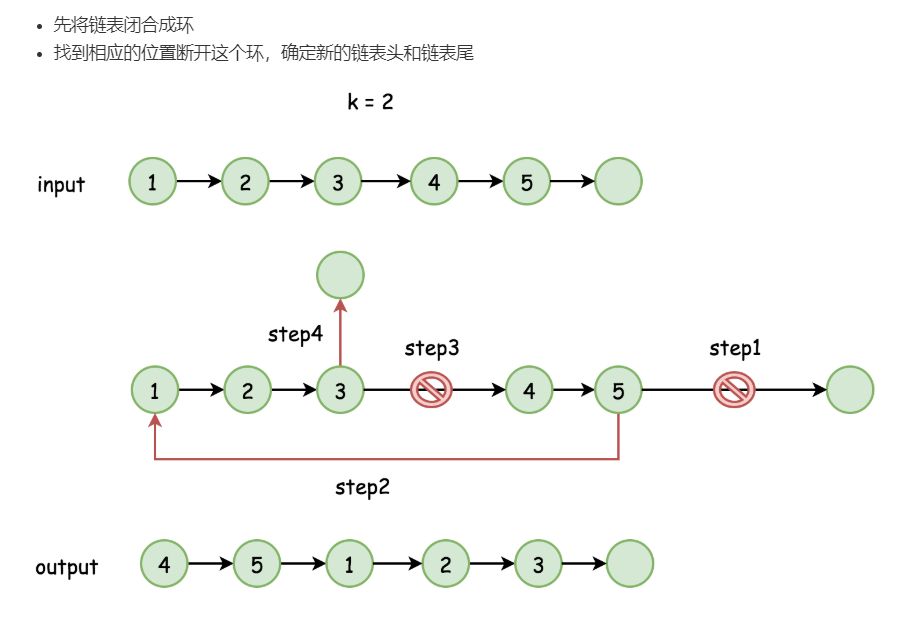 先将链表闭合成环
找到相应的位置断开这个环，确定新的链表头和链表尾
k = 2
input 1 2 3 4 5
step4
step3 step1
1 2 3 4 5
step2
output 4 5 1 2 3